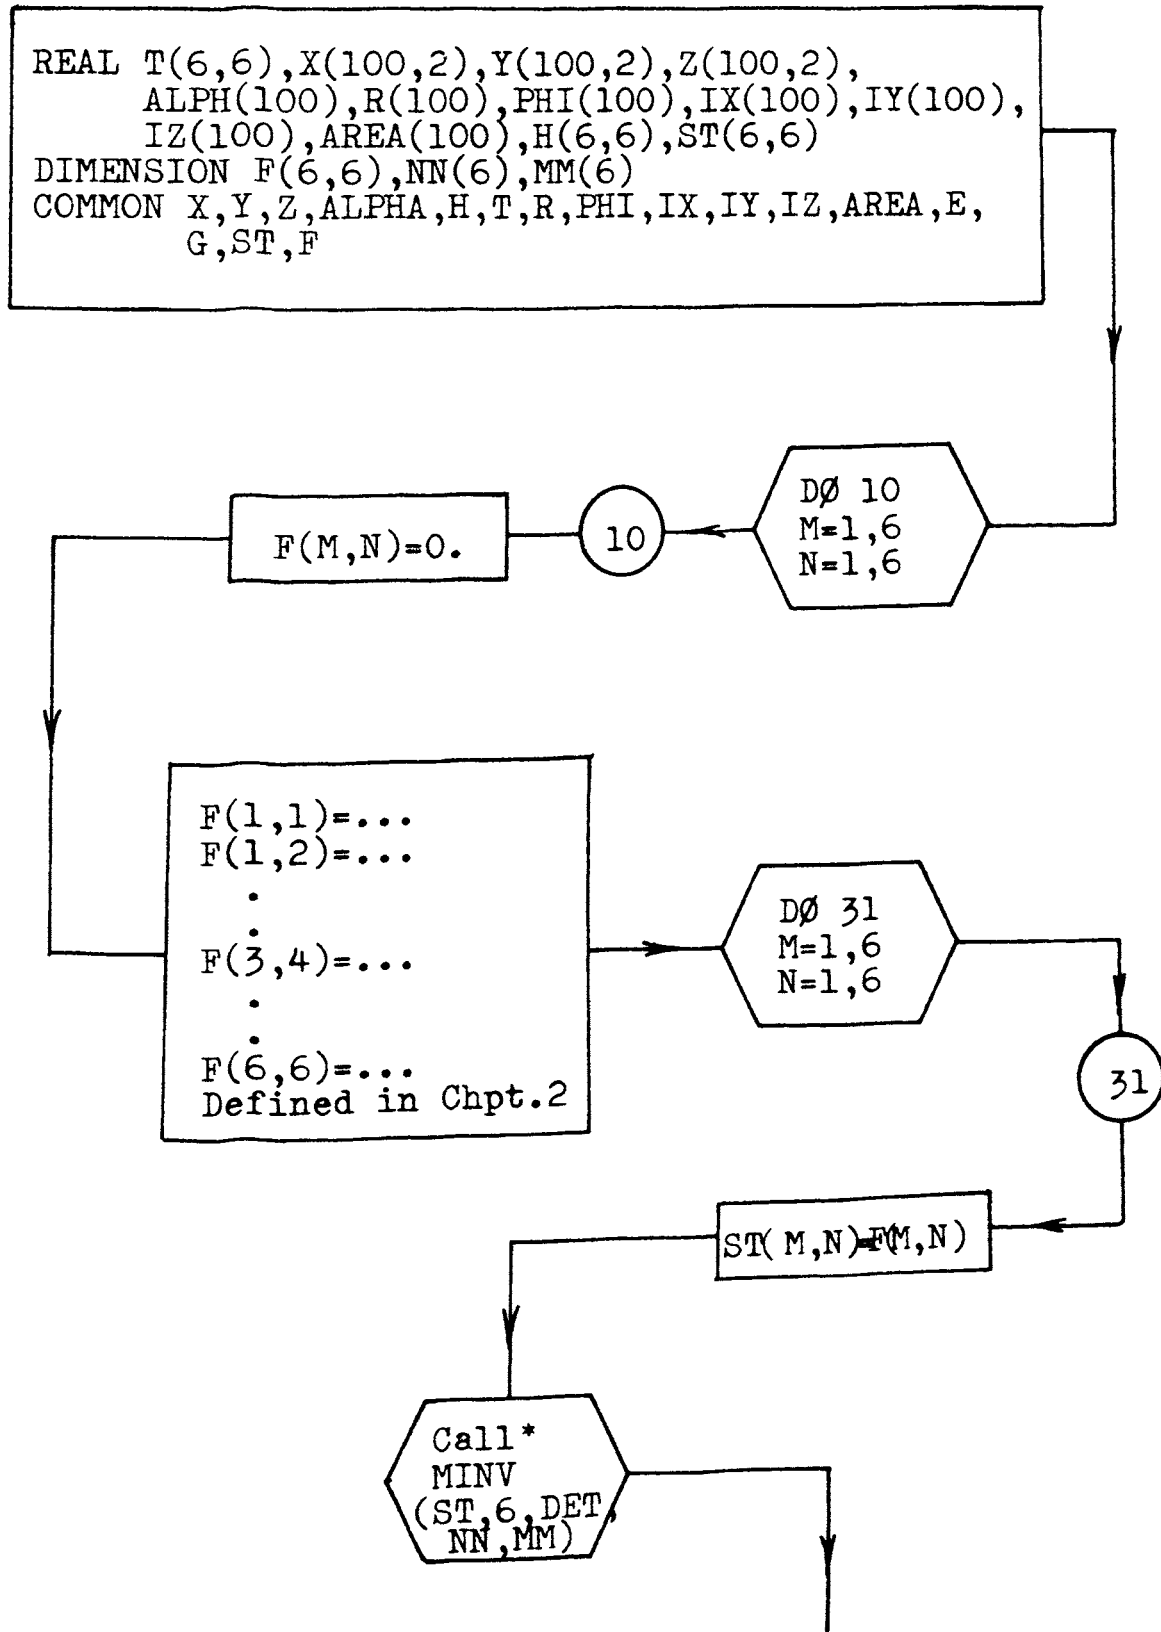 REAL T(6,6),X(100,2),Y(100,2),Z(100,2),
ALPH(100),R(100),PHI(100),IX(100),IY(100),
IZ(100),AREA(100),H(6,6),ST(6,6)
DIMENSION F(6,6),NN(6),MM(6)
COMMON X,Y,Z,ALPHA,H,T,R,PHI,IX,IY,IZ,AREA,E,
G,ST,F
DØ 10
M=1,6
N=1,6
10
F(M,N)=0.
F(1,1)=...
F(1,2)=...
.
.
F(3,4)=...
.
.
F(6,6)=...
Defined in Chpt.2
DØ 31
M=1,6
N=1,6
31
ST(M,N)=F(M,N)
Call*
MINV
(ST,6,DET,
NN,MM)